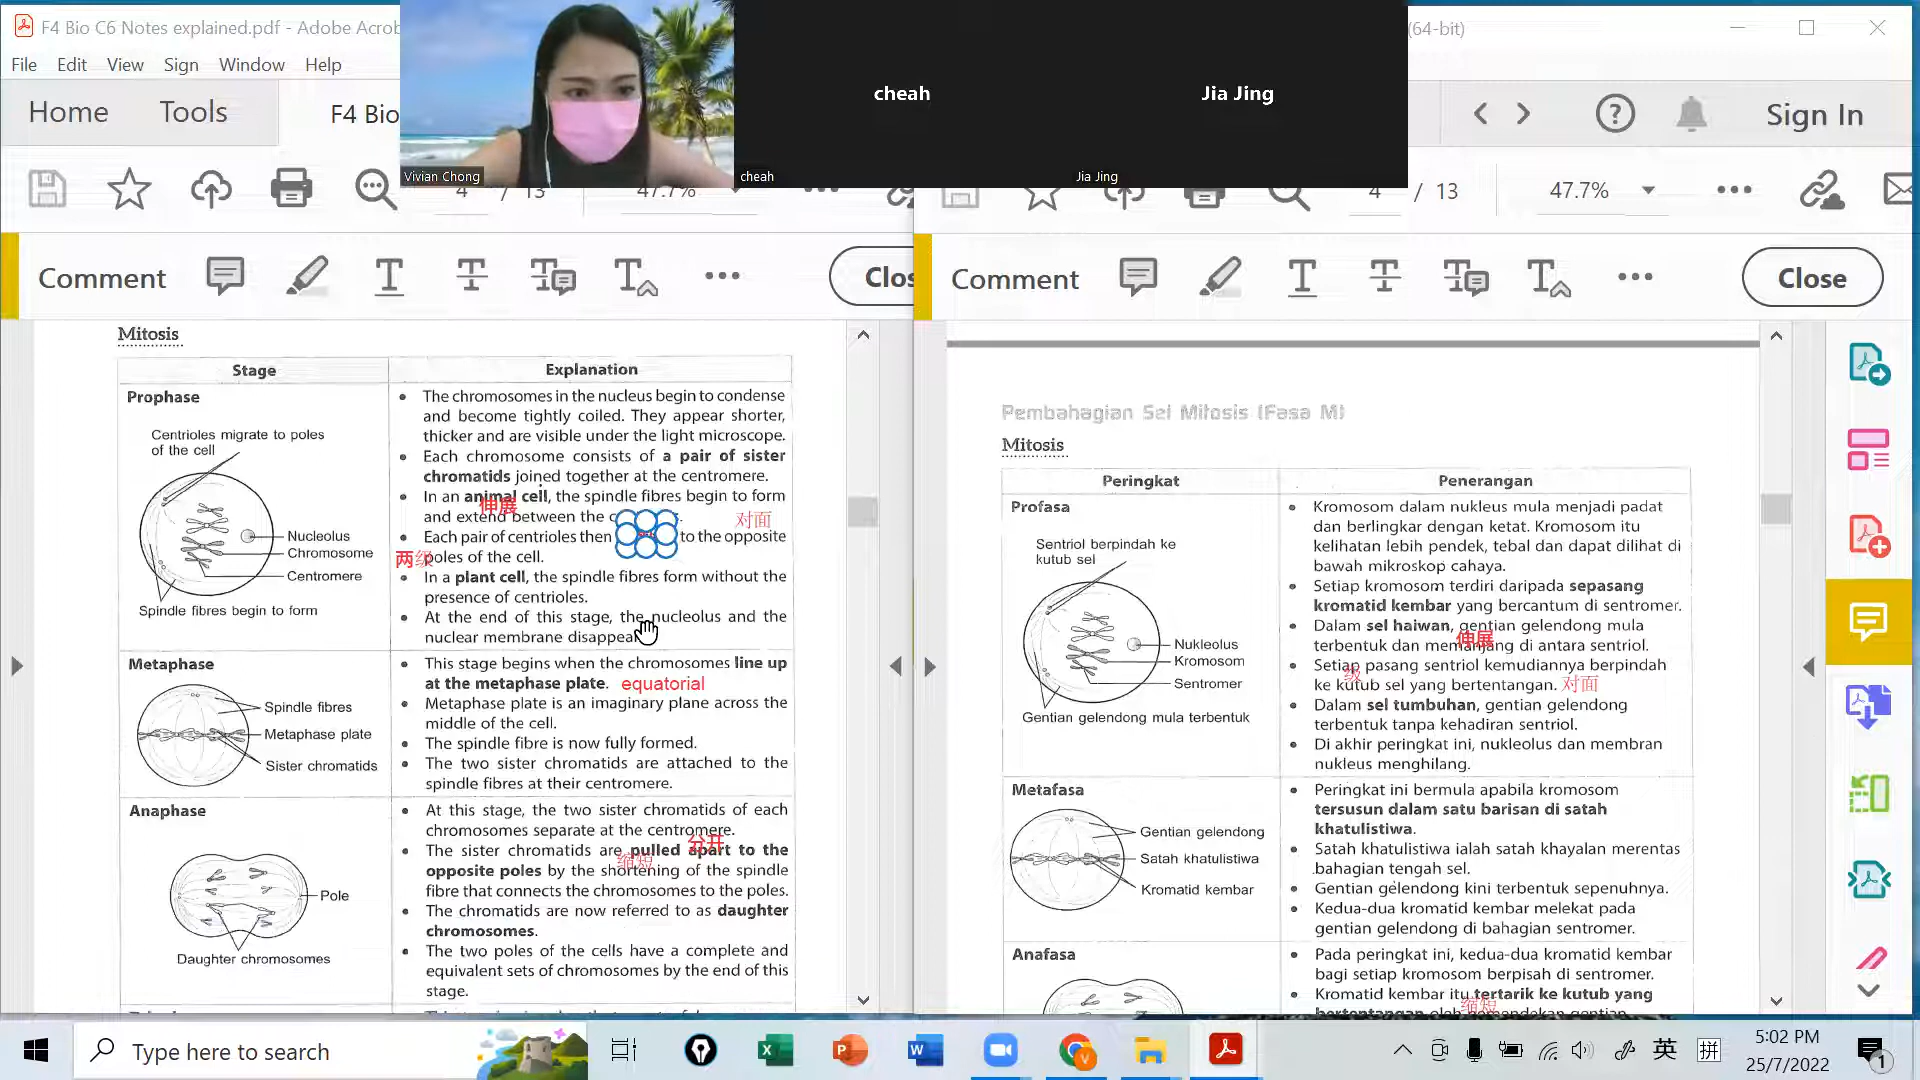 F4 Bio C6 Notes explained.pdf - Adobe Acrob
(64-bit)
File Edit View Sign Window Help
Home Tools F4 Bio
Sign In
Vivian Chong
cheah
cheah
Jia Jing
Jia Jing
4 / 13 47.7%
4 / 13 47.7%
Comment Clos
Comment Close
Mitosis
Stage Explanation
Prophase
Centrioles migrate to poles
of the cell
Nucleolus
Chromosome
Centromere
Spindle fibres begin to form
• The chromosomes in the nucleus begin to condense
and become tightly coiled. They appear shorter,
thicker and are visible under the light microscope.
• Each chromosome consists of a pair of sister
chromatids joined together at the centromere.
• In an animal cell, the spindle fibres begin to form
伸展
and extend between the
对面
• Each pair of centrioles then to the opposite
两级
poles of the cell.
• In a plant cell, the spindle fibres form without the
presence of centrioles.
• At the end of this stage, the nucleolus and the
nuclear membrane disappear
Metaphase
Spindle fibres
Metaphase plate
Sister chromatids
• This stage begins when the chromosomes line up
at the metaphase plate. equatorial
• Metaphase plate is an imaginary plane across the
middle of the cell.
• The spindle fibre is now fully formed.
• The two sister chromatids are attached to the
spindle fibres at their centromere.
Anaphase
Pole
Daughter chromosomes
• At this stage, the two sister chromatids of each
chromosomes separate at the centromere.
分开
• The sister chromatids are pulled apart to the
缩短
opposite poles by the shortening of the spindle
fibre that connects the chromosomes to the poles.
• The chromatids are now referred to as daughter
chromosomes.
• The two poles of the cells have a complete and
equivalent sets of chromosomes by the end of this
stage.
Pembahagian Sel Mitosis (Fasa M)
Mitosis
Peringkat Penerangan
Profasa
Sentriol berpindah ke
kutub sel
Nukleolus
Kromosom
Sentromer
Gentian gelendong mula terbentuk
• Kromosom dalam nukleus mula menjadi padat
dan berlingkar dengan ketat. Kromosom itu
kelihatan lebih pendek, tebal dan dapat dilihat di
bawah mikroskop cahaya.
• Setiap kromosom terdiri daripada sepasang
kromatid kembar yang bercantum di sentromer.
• Dalam sel haiwan, gentian gelendong mula
伸展
terbentuk dan memanjang di antara sentriol.
• Setiap pasang sentriol kemudiannya berpindah
级
ke kutub sel yang bertentangan. 对面
• Dalam sel tumbuhan, gentian gelendong
terbentuk tanpa kehadiran sentriol.
• Di akhir peringkat ini, nukleolus dan membran
nukleus menghilang.
Metafasa
Gentian gelendong
Satah khatulistiwa
Kromatid kembar
• Peringkat ini bermula apabila kromosom
tersusun dalam satu barisan di satah
khatulistiwa.
• Satah khatulistiwa ialah satah khayalan merentas
bahagian tengah sel.
• Gentian gelendong kini terbentuk sepenuhnya.
• Kedua-dua kromatid kembar melekat pada
gentian gelendong di bahagian sentromer.
Anafasa
• Pada peringkat ini, kedua-dua kromatid kembar
bagi setiap kromosom berpisah di sentromer.
• Kromatid kembar itu tertarik ke kutub yang
缩短
Type here to search
英 拼
5:02 PM
25/7/2022
1